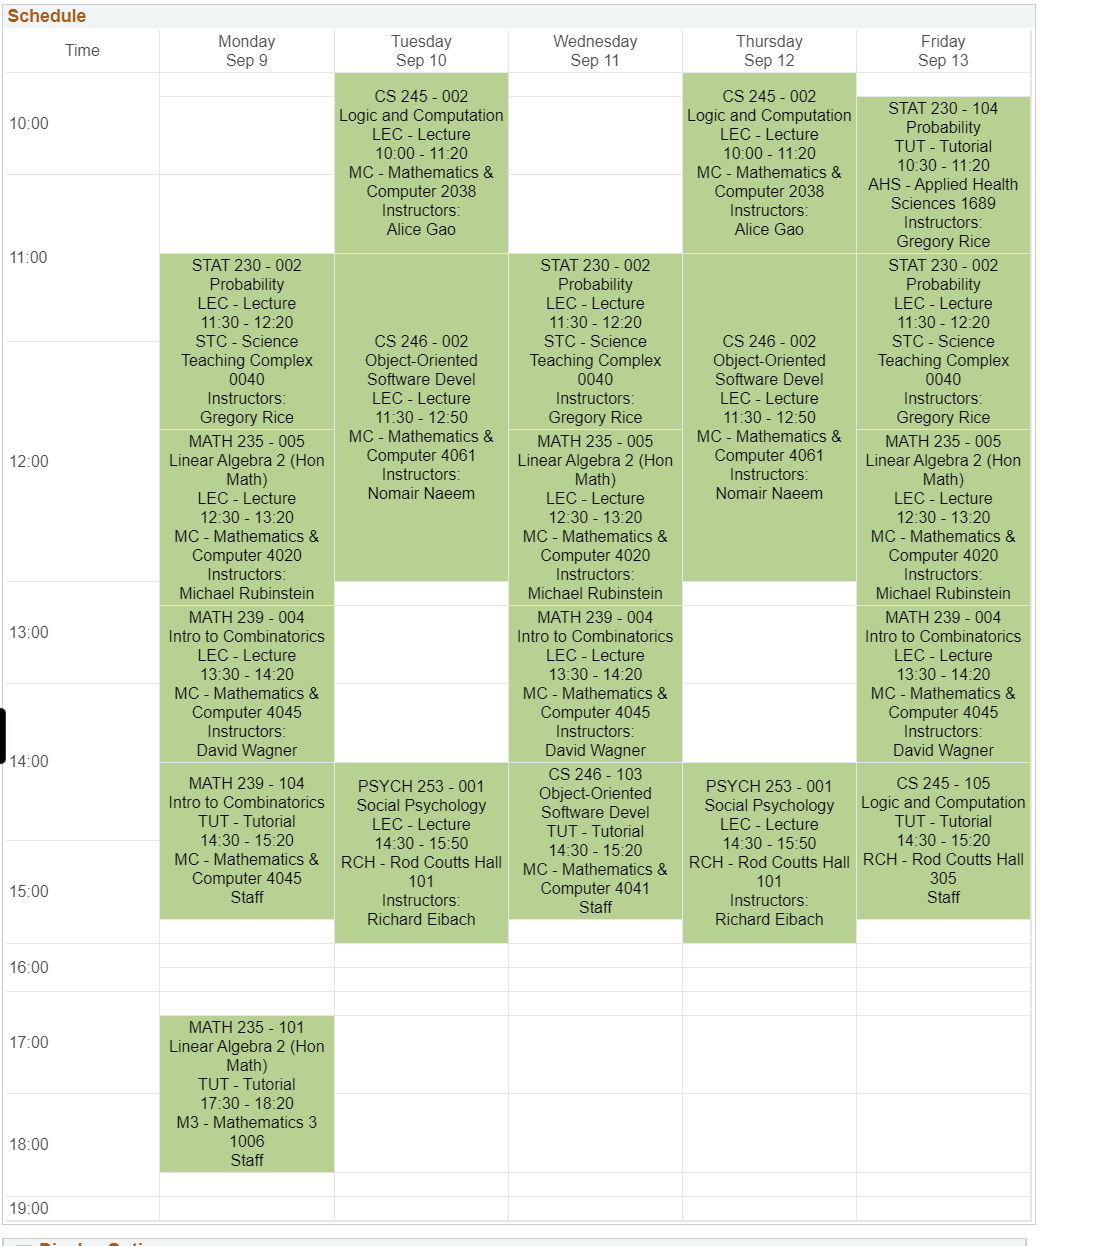 Schedule
Time
Monday
Sep 9
Tuesday
Sep 10
Wednesday
Sep 11
Thursday
Sep 12
Friday
Sep 13
10:00
CS 245 - 002
Logic and Computation
LEC - Lecture
10:00 - 11:20
MC - Mathematics &
Computer 2038
Instructors:
Alice Gao
CS 245 - 002
Logic and Computation
LEC - Lecture
10:00 - 11:20
MC - Mathematics &
Computer 2038
Instructors:
Alice Gao
STAT 230 - 104
Probability
TUT - Tutorial
10:30 - 11:20
AHS - Applied Health
Sciences 1689
Instructors:
Gregory Rice
11:00
STAT 230 - 002
Probability
LEC - Lecture
11:30 - 12:20
STC - Science
Teaching Complex
0040
Instructors:
Gregory Rice
CS 246 - 002
Object-Oriented
Software Devel
LEC - Lecture
11:30 - 12:50
MC - Mathematics &
Computer 4061
Instructors:
Nomair Naeem
STAT 230 - 002
Probability
LEC - Lecture
11:30 - 12:20
STC - Science
Teaching Complex
0040
Instructors:
Gregory Rice
CS 246 - 002
Object-Oriented
Software Devel
LEC - Lecture
11:30 - 12:50
MC - Mathematics &
Computer 4061
Instructors:
Nomair Naeem
STAT 230 - 002
Probability
LEC - Lecture
11:30 - 12:20
STC - Science
Teaching Complex
0040
Instructors:
Gregory Rice
12:00
MATH 235 - 005
Linear Algebra 2 (Hon
Math)
LEC - Lecture
12:30 - 13:20
MC - Mathematics &
Computer 4020
Instructors:
Michael Rubinstein
MATH 235 - 005
Linear Algebra 2 (Hon
Math)
LEC - Lecture
12:30 - 13:20
MC - Mathematics &
Computer 4020
Instructors:
Michael Rubinstein
MATH 235 - 005
Linear Algebra 2 (Hon
Math)
LEC - Lecture
12:30 - 13:20
MC - Mathematics &
Computer 4020
Instructors:
Michael Rubinstein
13:00
MATH 239 - 004
Intro to Combinatorics
LEC - Lecture
13:30 - 14:20
MC - Mathematics &
Computer 4045
Instructors:
David Wagner
MATH 239 - 004
Intro to Combinatorics
LEC - Lecture
13:30 - 14:20
MC - Mathematics &
Computer 4045
Instructors:
David Wagner
MATH 239 - 004
Intro to Combinatorics
LEC - Lecture
13:30 - 14:20
MC - Mathematics &
Computer 4045
Instructors:
David Wagner
14:00
MATH 239 - 104
Intro to Combinatorics
TUT - Tutorial
14:30 - 15:20
MC - Mathematics &
Computer 4045
Staff
PSYCH 253 - 001
Social Psychology
LEC - Lecture
14:30 - 15:50
RCH - Rod Coutts Hall
101
Instructors:
Richard Eibach
CS 246 - 103
Object-Oriented
Software Devel
TUT - Tutorial
14:30 - 15:20
MC - Mathematics &
Computer 4041
Staff
PSYCH 253 - 001
Social Psychology
LEC - Lecture
14:30 - 15:50
RCH - Rod Coutts Hall
101
Instructors:
Richard Eibach
CS 245 - 105
Logic and Computation
TUT - Tutorial
14:30 - 15:20
RCH - Rod Coutts Hall
305
Staff
15:00
16:00
17:00
MATH 235 - 101
Linear Algebra 2 (Hon
Math)
TUT - Tutorial
17:30 - 18:20
M3 - Mathematics 3
1006
Staff
18:00
19:00